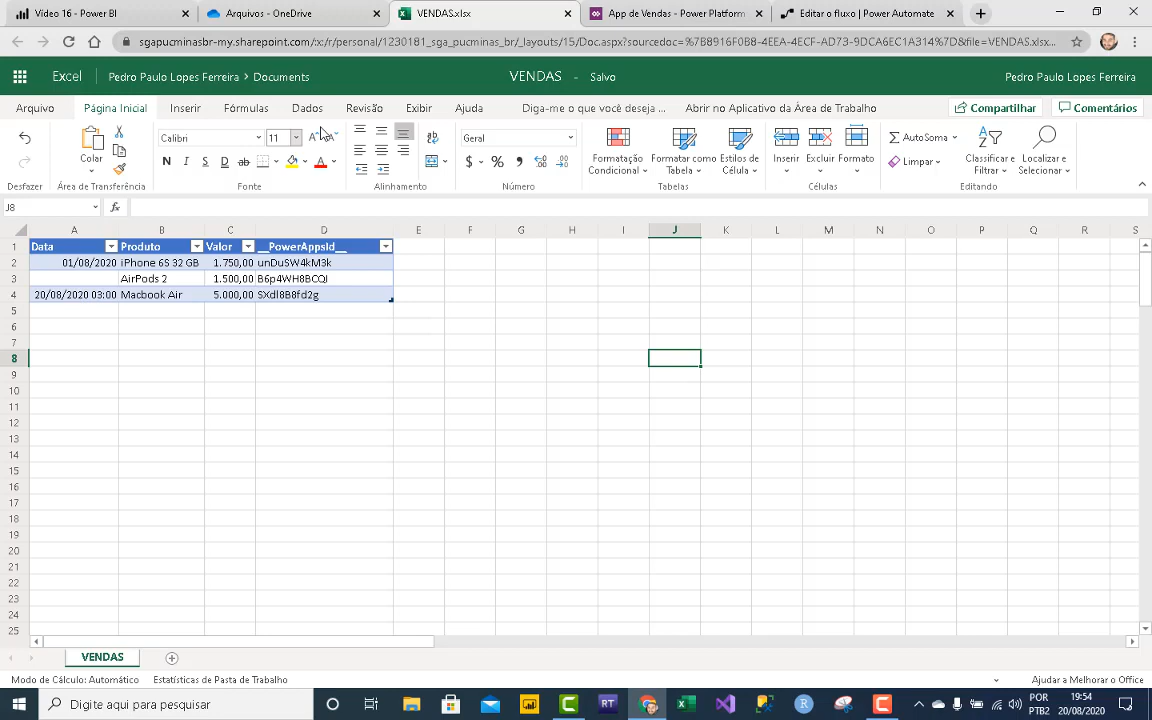 Vídeo 16 - Power BI
Arquivos - OneDrive
VENDAS.xlsx
App de Vendas - Power Platform
Editar o fluxo | Power Automate
sgapucminasbr-my.sharepoint.com/:x:/r/personal/1230181_sga_pucminas_br/_layouts/15/Doc.aspx?sourcedoc=%7B8916F0B8-4EEA-4ECF-AD73-9DCA6EC1A314%7D&file=VENDAS.xlsx...
Excel
Pedro Paulo Lopes Ferreira > Documents
VENDAS - Salvo
Pedro Paulo Lopes Ferreira
Arquivo Página Inicial Inserir Fórmulas Dados Revisão Exibir Ajuda Diga-me o que você deseja ... Abrir no Aplicativo da Área de Trabalho
Compartilhar
Comentários
Colar
Calibri 11
N I S D ab
Geral
$ %
Formatação Condicional
Formatar como Tabela
Estilos de Célula
Inserir Excluir Formato
AutoSoma
Limpar
Classificar e Filtrar
Localizar e Selecionar
Desfazer Área de Transferência Fonte Alinhamento Número Tabelas Células Editando
J8 fx
A B C D E F G H I J K L M N O P Q R S
1 Data Produto Valor __PowerAppsId__
2 01/08/2020 iPhone 6S 32 GB 1.750,00 unDuSW4kM3k
3 AirPods 2 1.500,00 B6p4WH8BCQJ
4 20/08/2020 03:00 Macbook Air 5.000,00 SXdl8B8fd2g
5
6
7
8
9
10
11
12
13
14
15
16
17
18
19
20
21
22
23
24
25
VENDAS
Modo de Cálculo: Automático Estatísticas de Pasta de Trabalho
Ajudar a Melhorar o Office
Digite aqui para pesquisar
RT
R
POR
PTB2
19:54
20/08/2020